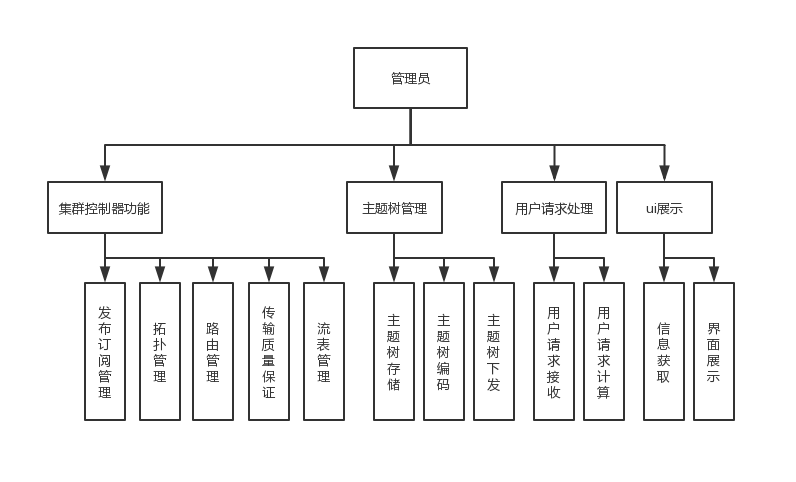 管理员
集群控制器功能
主题树管理
用户请求处理
ui展示
发布订阅管理
拓扑管理
路由管理
传输质量保证
流表管理
主题树存储
主题树编码
主题树下发
用户请求接收
用户请求计算
信息获取
界面展示